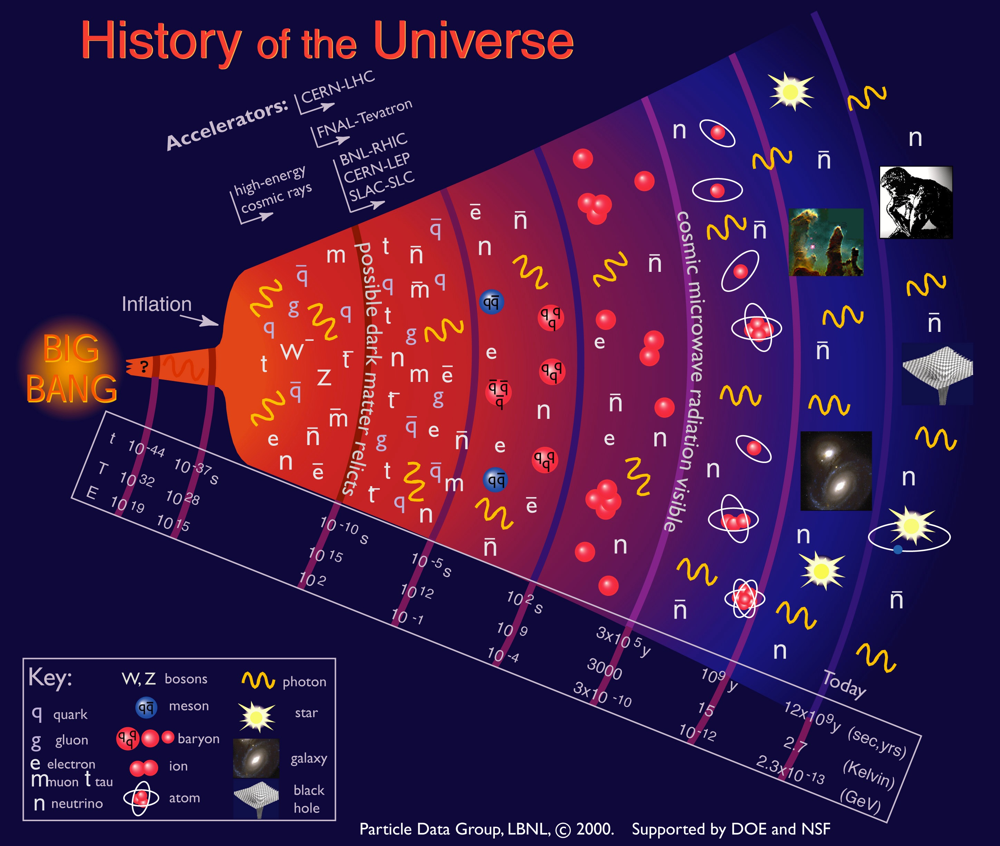 History of the Universe
Accelerators:
CERN-LHC
FNAL-Tevatron
BNL-RHIC
CERN-LEP
SLAC-SLC
high-energy
cosmic rays
Inflation
BIG
BANG
?
possible dark matter relicts
cosmic microwave radiation visible
m
q̄
g
q
q
t
W⁻
t̄
Z
q̄
m̄
e
n̄
n
ē
t
n̄
q̄
q
m̄
q
t
g
n
m
ē
t̄
g
q̄
e
g
n̄
t
q̄
m
t̄
q
n
ē
n̄
n
qq̄
q q
q
e
q q
q
q̄ q̄
q̄
n
e
q q
q
qq̄
ē
n̄
n̄
e
n̄
e
n
n
n
n̄
n
n̄
n̄
n̄
n
n
n
n̄
n
n̄
t 10⁻⁴⁴ 10⁻³⁷ s
T 10³² 10²⁸
E 10¹⁹ 10¹⁵
10⁻¹⁰ s
10¹⁵
10²
10⁻⁵ s
10¹²
10⁻¹
10² s
10⁹
10⁻⁴
3x10⁵ y
3000
3x10⁻¹⁰
10⁹ y
15
10⁻¹²
Today
12x10⁹ y (sec,yrs)
2.7 (Kelvin)
2.3x10⁻¹³ (GeV)
Key:
q quark
g gluon
e electron
m muon t tau
n neutrino
W, Z bosons
qq̄ meson
q q
q baryon
ion
atom
photon
star
galaxy
black
hole
Particle Data Group, LBNL, © 2000. Supported by DOE and NSF